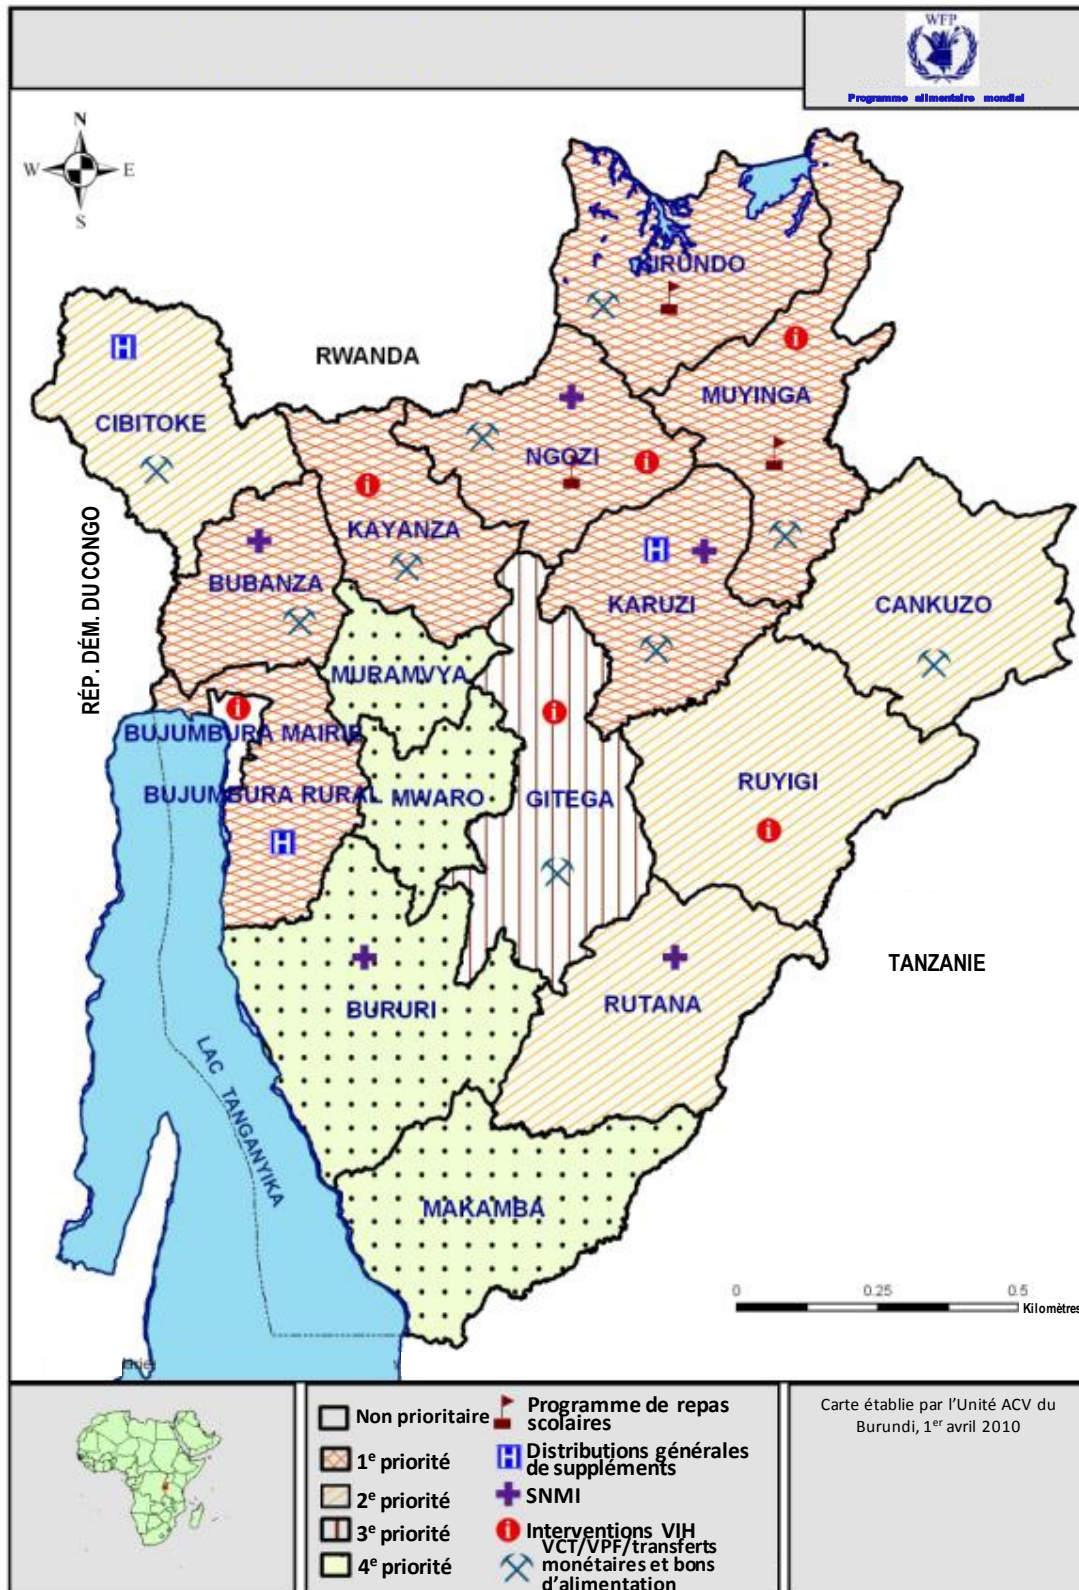 WFP
Programme alimentaire mondial
N
W E
S
KIRUNDO
RWANDA
MUYINGA
CIBITOKE
NGOZI
KAYANZA
RÉP. DÉM. DU CONGO
BUBANZA
KARUZI
CANKUZO
MURAMVYA
BUJUMBURA MAIRIE
BUJUMBURA RURAL
MWARO
GITEGA
RUYIGI
TANZANIE
BURURI
RUTANA
LAC TANGANYIKA
MAKAMBA
0 0.25 0.5
Kilomètres
Non prioritaire
1e priorité
2e priorité
3e priorité
4e priorité
Programme de repas
scolaires
H Distributions générales
de suppléments
SNMI
i Interventions VIH
VCT/VPF/transferts
monétaires et bons
d'alimentation
Carte établie par l'Unité ACV du
Burundi, 1er avril 2010